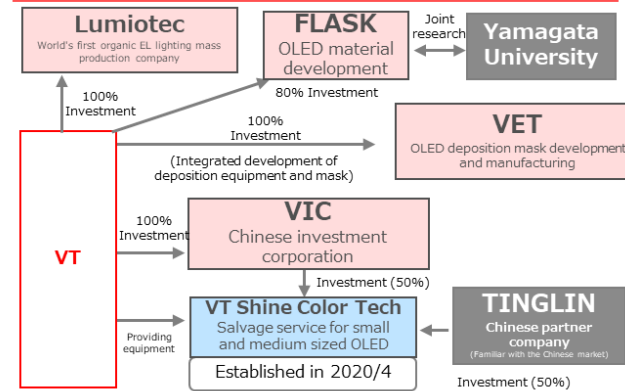 Lumiotec
World's first organic EL lighting mass
production company
FLASK
OLED material
development
Joint
research
Yamagata
University
100%
Investment
80% Investment
100%
Investment
(Integrated development of
deposition equipment and mask)
VET
OLED deposition mask development
and manufacturing
VT
100%
Investment
VIC
Chinese investment
corporation
Investment (50%)
VT Shine Color Tech
Salvage service for small
and medium sized OLED
Providing
equipment
Established in 2020/4
TINGLIN
Chinese partner
company
(Familiar with the Chinese market)
Investment (50%)